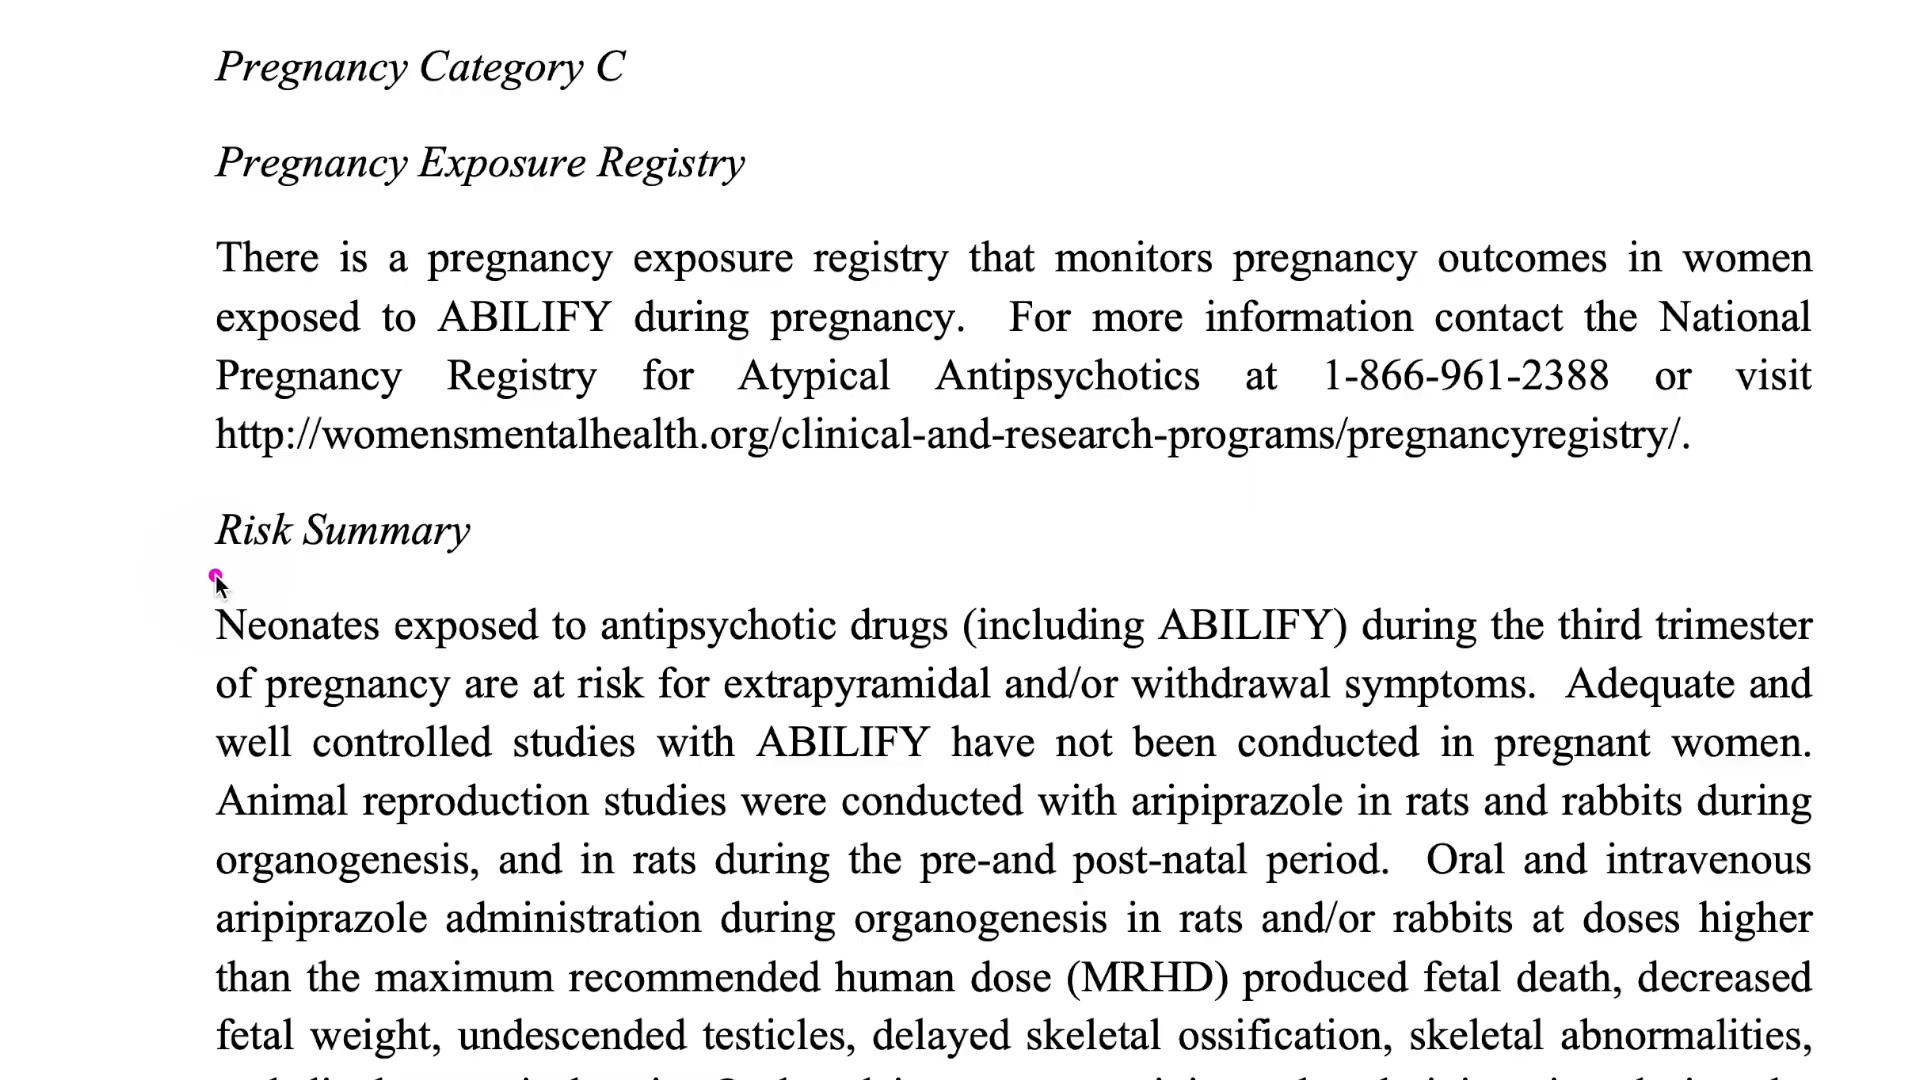 Pregnancy Category C
Pregnancy Exposure Registry
There is a pregnancy exposure registry that monitors pregnancy outcomes in women
exposed to ABILIFY during pregnancy. For more information contact the National
Pregnancy Registry for Atypical Antipsychotics at 1-866-961-2388 or visit
http://womensmentalhealth.org/clinical-and-research-programs/pregnancyregistry/.
Risk Summary
Neonates exposed to antipsychotic drugs (including ABILIFY) during the third trimester
of pregnancy are at risk for extrapyramidal and/or withdrawal symptoms. Adequate and
well controlled studies with ABILIFY have not been conducted in pregnant women.
Animal reproduction studies were conducted with aripiprazole in rats and rabbits during
organogenesis, and in rats during the pre-and post-natal period. Oral and intravenous
aripiprazole administration during organogenesis in rats and/or rabbits at doses higher
than the maximum recommended human dose (MRHD) produced fetal death, decreased
fetal weight, undescended testicles, delayed skeletal ossification, skeletal abnormalities,